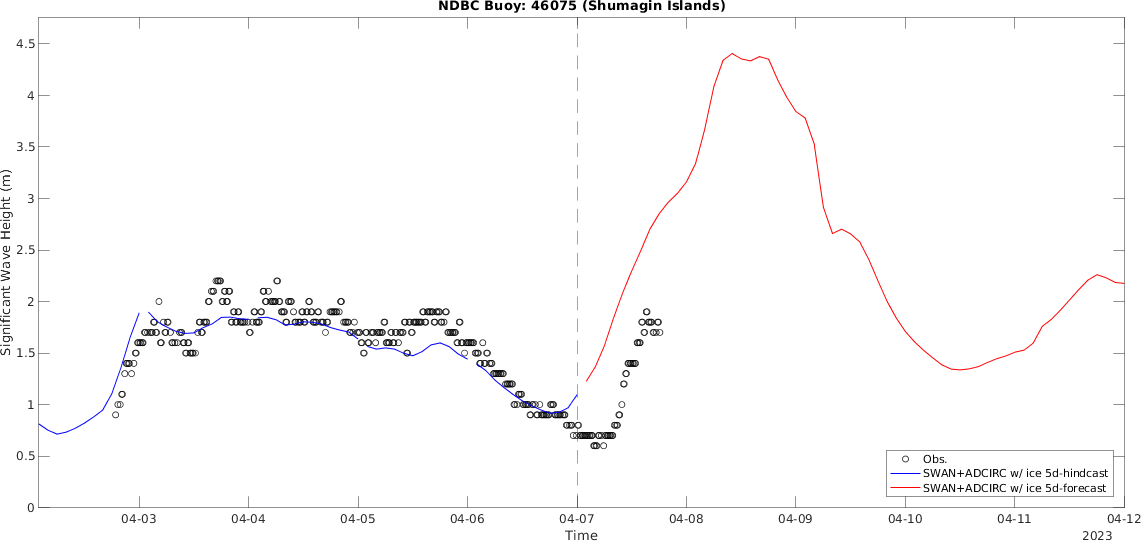 NDBC Buoy: 46075 (Shumagin Islands)
Significant Wave Height (m)
4.5
4
3.5
3
2.5
2
1.5
1
0.5
0
Obs.
SWAN+ADCIRC w/ ice 5d-hindcast
SWAN+ADCIRC w/ ice 5d-forecast
04-03 04-04 04-05 04-06 04-07 04-08 04-09 04-10 04-11 04-12
Time
2023